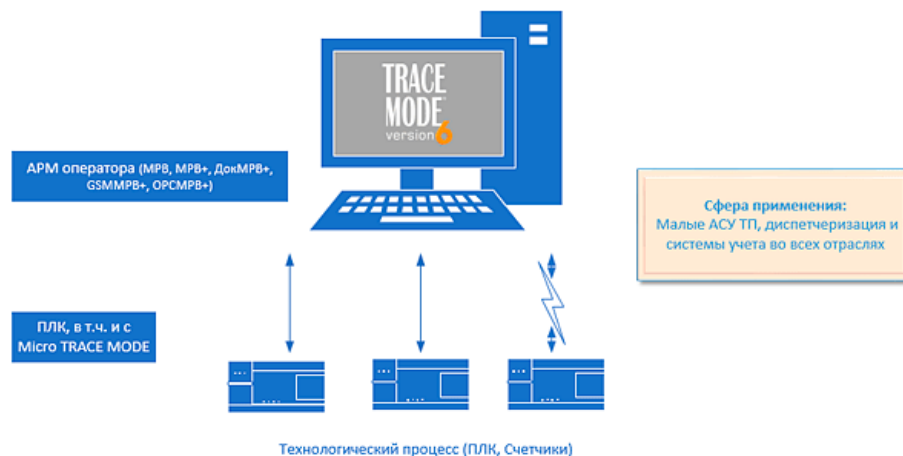 TRACE
MODE
version 6
АРМ оператора (МРВ, МРВ+, ДокМРВ+,
GSMМРВ+, ОРСМРВ+)
Сфера применения:
Малые АСУ ТП, диспетчеризация и
системы учета во всех отраслях
ПЛК, в т.ч. и с
Micro TRACE MODE
Технологический процесс (ПЛК, Счетчики)